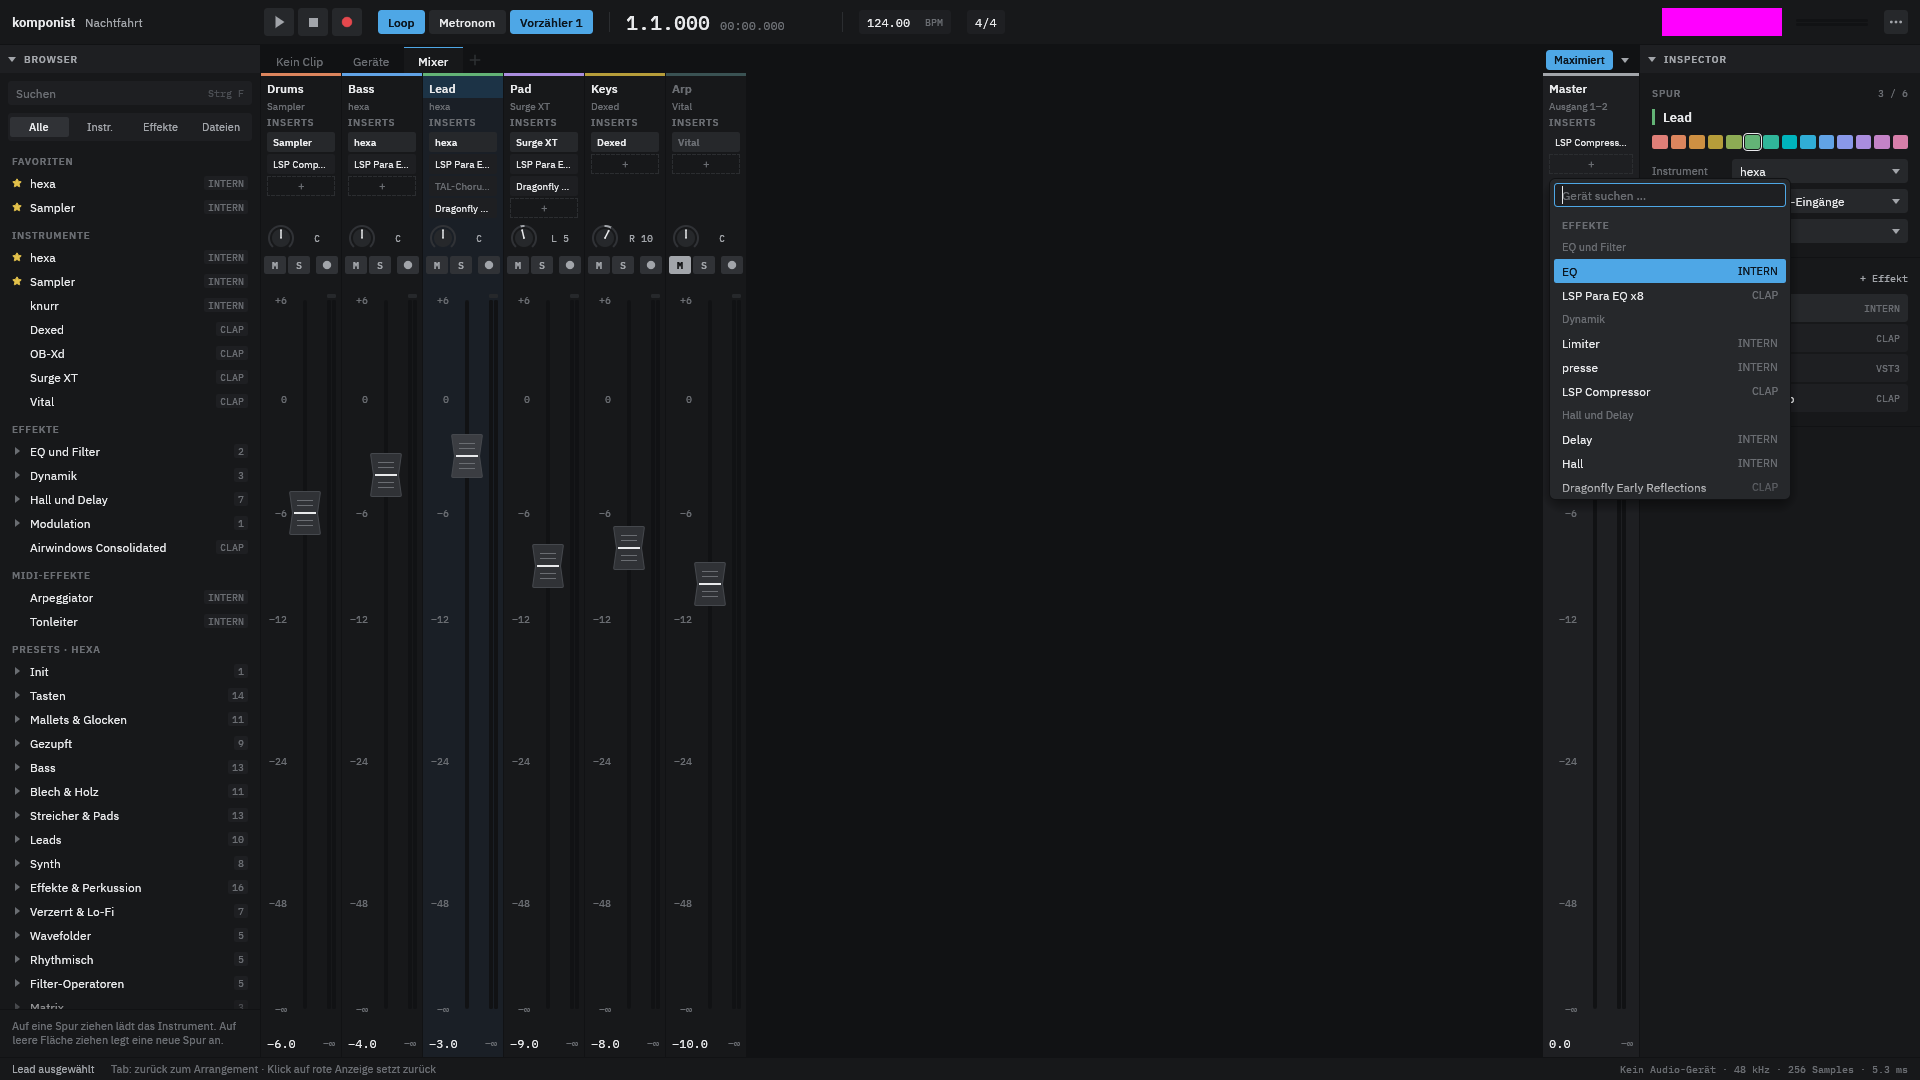 komponist Nachtfahrt
Loop Metronom Vorzähler 1 1.1.000 00:00.000 124.00 BPM 4/4
BROWSER
Suchen Strg F
Alle Instr. Effekte Dateien
FAVORITEN
hexa INTERN
Sampler INTERN
INSTRUMENTE
hexa INTERN
Sampler INTERN
knurr INTERN
Dexed CLAP
OB-Xd CLAP
Surge XT CLAP
Vital CLAP
EFFEKTE
EQ und Filter 2
Dynamik 3
Hall und Delay 7
Modulation 1
Airwindows Consolidated CLAP
MIDI-EFFEKTE
Arpeggiator INTERN
Tonleiter INTERN
PRESETS · HEXA
Init 1
Tasten 14
Mallets & Glocken 11
Gezupft 9
Bass 13
Blech & Holz 11
Streicher & Pads 13
Leads 10
Synth 8
Effekte & Perkussion 16
Verzerrt & Lo-Fi 7
Wavefolder 5
Rhythmisch 5
Filter-Operatoren 5
Matrix 3
Auf eine Spur ziehen lädt das Instrument. Auf
leere Fläche ziehen legt eine neue Spur an.
Kein Clip Geräte Mixer +
Drums
Sampler
INSERTS
Sampler
LSP Comp...
+
C
M S
+6
0
−6
−12
−24
−48
−∞
−6.0 −∞
Bass
hexa
INSERTS
hexa
LSP Para E...
+
C
M S
+6
0
−6
−12
−24
−48
−∞
−4.0 −∞
Lead
hexa
INSERTS
hexa
LSP Para E...
TAL-Choru...
Dragonfly ...
C
M S
+6
0
−6
−12
−24
−48
−∞
−3.0 −∞
Pad
Surge XT
INSERTS
Surge XT
LSP Para E...
Dragonfly ...
+
L 5
M S
+6
0
−6
−12
−24
−48
−∞
−9.0 −∞
Keys
Dexed
INSERTS
Dexed
+
R 10
M S
+6
0
−6
−12
−24
−48
−∞
−8.0 −∞
Arp
Vital
INSERTS
Vital
+
C
M S
+6
0
−6
−12
−24
−48
−∞
−10.0 −∞
Maximiert
Master
Ausgang 1–2
INSERTS
LSP Compress...
+
Gerät suchen ...
EFFEKTE
EQ und Filter
EQ INTERN
LSP Para EQ x8 CLAP
Dynamik
Limiter INTERN
presse INTERN
LSP Compressor CLAP
Hall und Delay
Delay INTERN
Hall INTERN
Dragonfly Early Reflections CLAP
−6
−12
−24
−48
−∞
0.0 −∞
INSPECTOR
SPUR 3 / 6
Lead
Instrument hexa
-Eingänge
+ Effekt
INTERN
CLAP
VST3
CLAP
Lead ausgewählt Tab: zurück zum Arrangement · Klick auf rote Anzeige setzt zurück
Kein Audio-Gerät · 48 kHz · 256 Samples · 5.3 ms